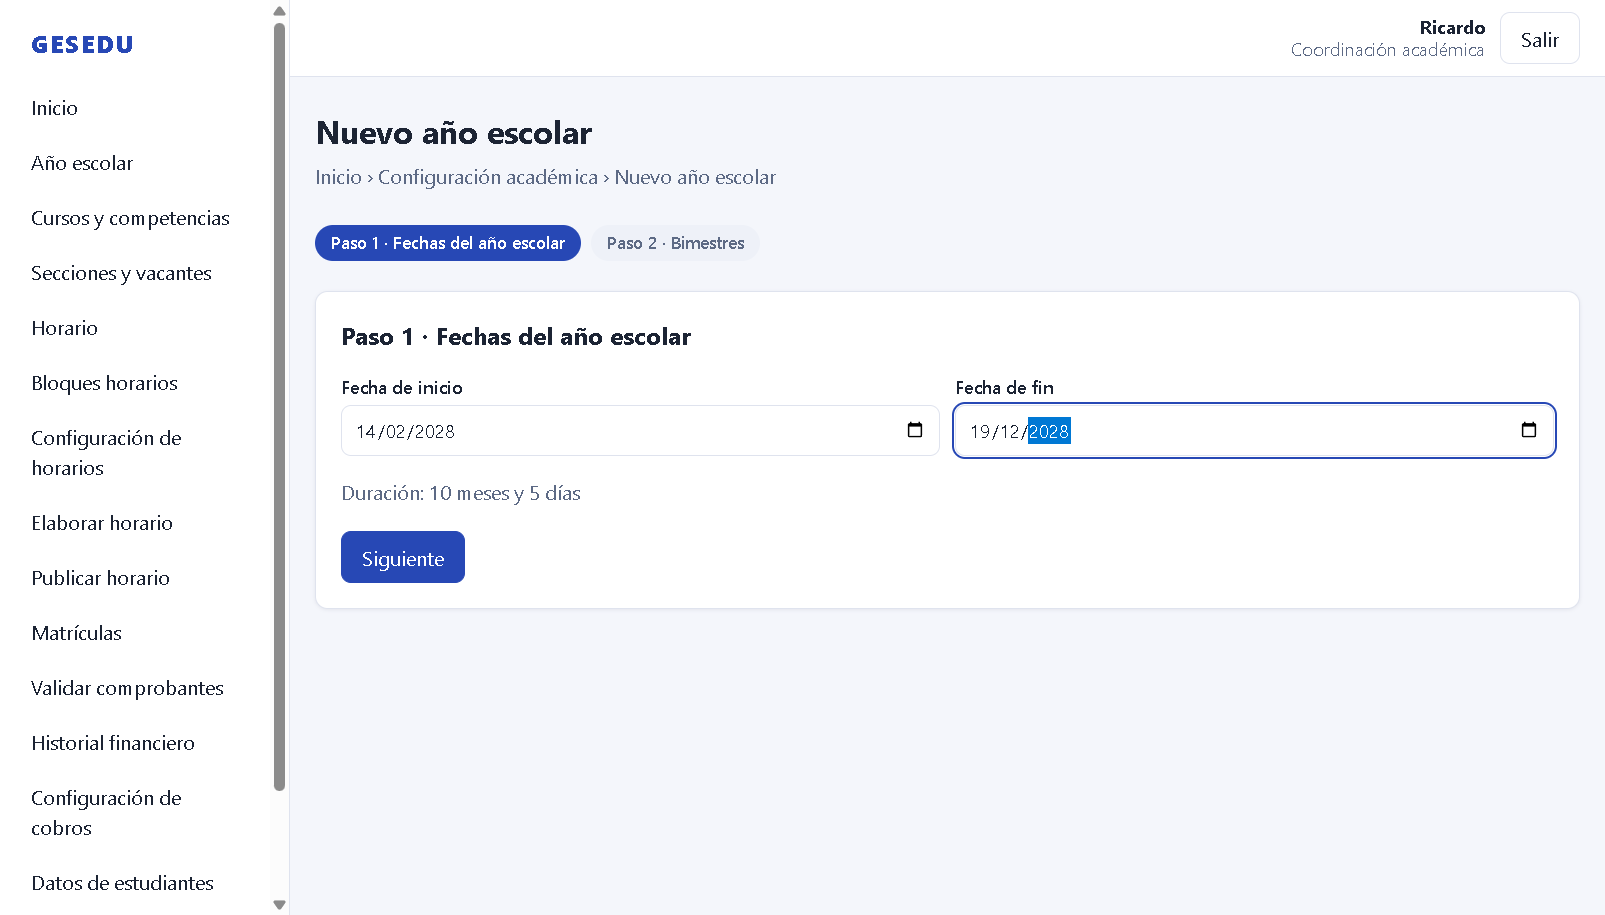 GESEDU
Inicio
Año escolar
Cursos y competencias
Secciones y vacantes
Horario
Bloques horarios
Configuración de
horarios
Elaborar horario
Publicar horario
Matrículas
Validar comprobantes
Historial financiero
Configuración de
cobros
Datos de estudiantes
Ricardo
Coordinación académica
Salir
Nuevo año escolar
Inicio › Configuración académica › Nuevo año escolar
Paso 1 · Fechas del año escolar
Paso 2 · Bimestres
Paso 1 · Fechas del año escolar
Fecha de inicio
14/02/2028
Fecha de fin
19/12/2028
Duración: 10 meses y 5 días
Siguiente